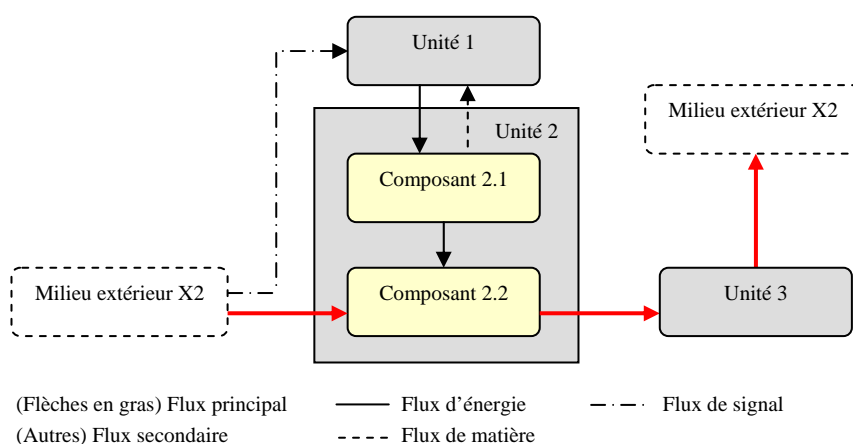 Unité 1
Milieu extérieur X2
Unité 2
Composant 2.1
Milieu extérieur X2
Composant 2.2
Unité 3
(Flèches en gras) Flux principal
Flux d’énergie
Flux de signal
(Autres) Flux secondaire
Flux de matière